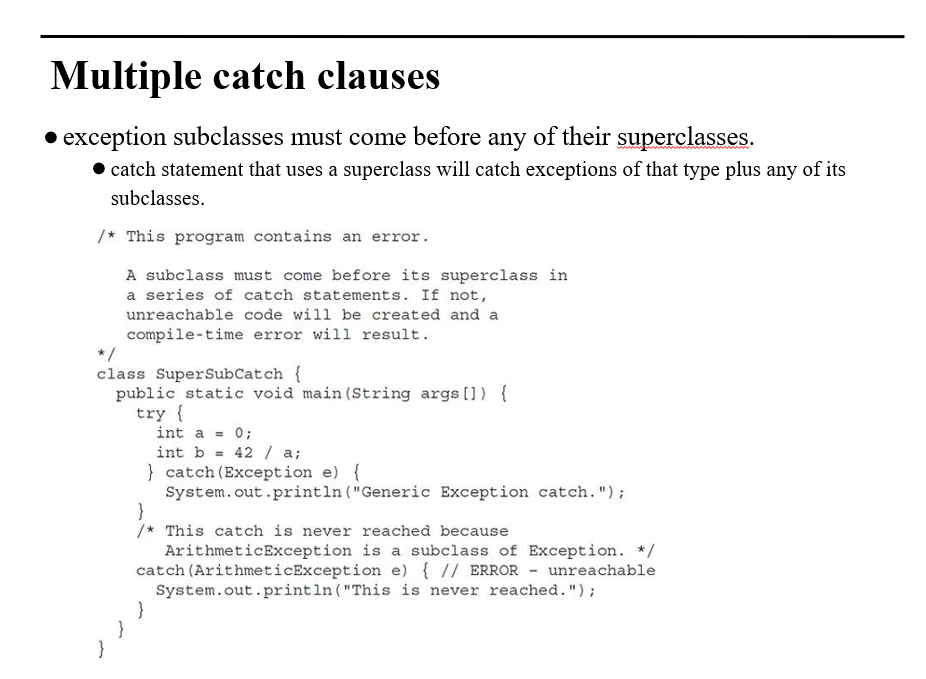 Multiple catch clauses
● exception subclasses must come before any of their superclasses.
● catch statement that uses a superclass will catch exceptions of that type plus any of its
subclasses.
/* This program contains an error.
A subclass must come before its superclass in
a series of catch statements. If not,
unreachable code will be created and a
compile-time error will result.
*/
class SuperSubCatch {
public static void main(String args[]) {
try {
int a = 0;
int b = 42 / a;
} catch(Exception e) {
System.out.println("Generic Exception catch.");
}
/* This catch is never reached because
ArithmeticException is a subclass of Exception. */
catch(ArithmeticException e) { // ERROR - unreachable
System.out.println("This is never reached.");
}
}
}